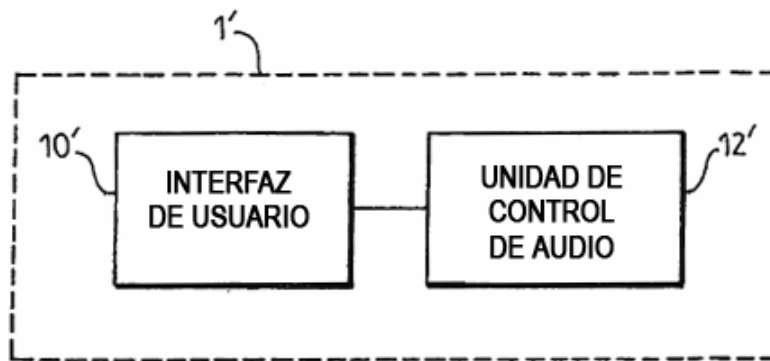 1'
10'
INTERFAZ
DE USUARIO
UNIDAD DE
CONTROL
DE AUDIO
12'